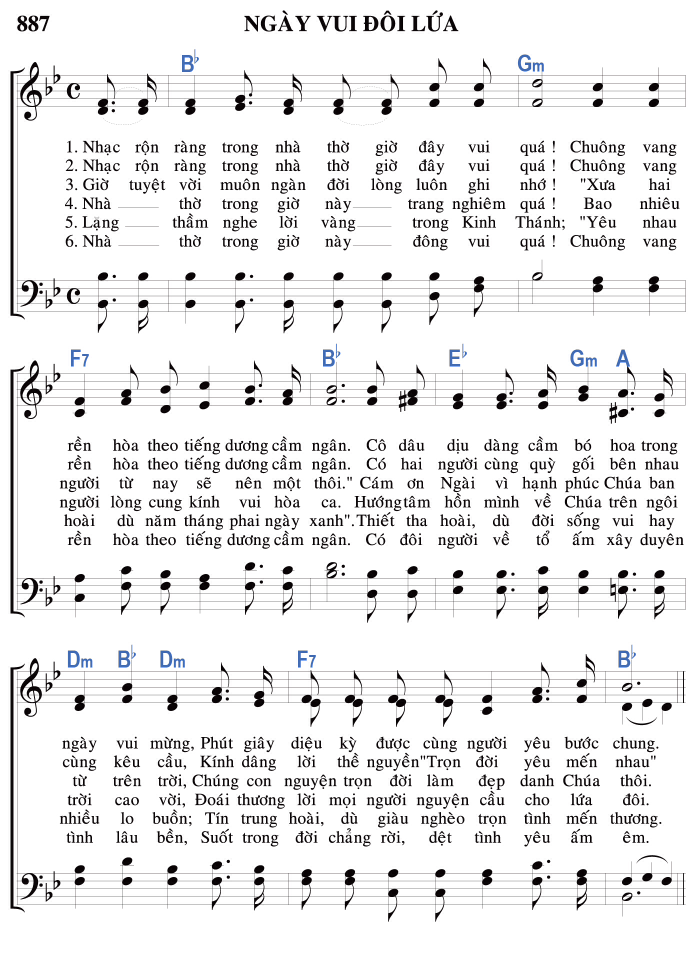 887 NGÀY VUI ĐÔI LỨA
B♭ Gm
1. Nhạc rộn ràng trong nhà thờ giờ đây vui quá ! Chuông vang
2. Nhạc rộn ràng trong nhà thờ giờ đây vui quá ! Chuông vang
3. Giờ tuyệt vời muôn ngàn đời lòng luôn ghi nhớ ! "Xưa hai
4. Nhà thờ trong giờ này trang nghiêm quá ! Bao nhiêu
5. Lặng thầm nghe lời vàng trong Kinh Thánh; "Yêu nhau
6. Nhà thờ trong giờ này đông vui quá ! Chuông vang
F7 B♭ E♭ Gm A
rền hòa theo tiếng dương cầm ngân. Cô dâu dịu dàng cầm bó hoa trong
rền hòa theo tiếng dương cầm ngân. Có hai người cùng quỳ gối bên nhau
người từ nay sẽ nên một thôi." Cám ơn Ngài vì hạnh phúc Chúa ban
người lòng cung kính vui hòa ca. Hướng tâm hồn mình về Chúa trên ngôi
hoài dù năm tháng phai ngày xanh". Thiết tha hoài, dù đời sống vui hay
rền hòa theo tiếng dương cầm ngân. Có đôi người về tổ ấm xây duyên
Dm B♭ Dm F7 B♭
ngày vui mừng, Phút giây diệu kỳ được cùng người yêu bước chung.
cùng kêu cầu, Kính dâng lời thề nguyền "Trọn đời yêu mến nhau"
từ trên trời, Chúng con nguyện trọn đời làm đẹp danh Chúa thôi.
trời cao vời, Đoái thương lời mọi người nguyện cầu cho lứa đôi.
nhiều lo buồn; Tín trung hoài, dù giàu nghèo trọn tình mến thương.
tình lâu bền, Suốt trong đời chẳng rời, dệt tình yêu ấm êm.